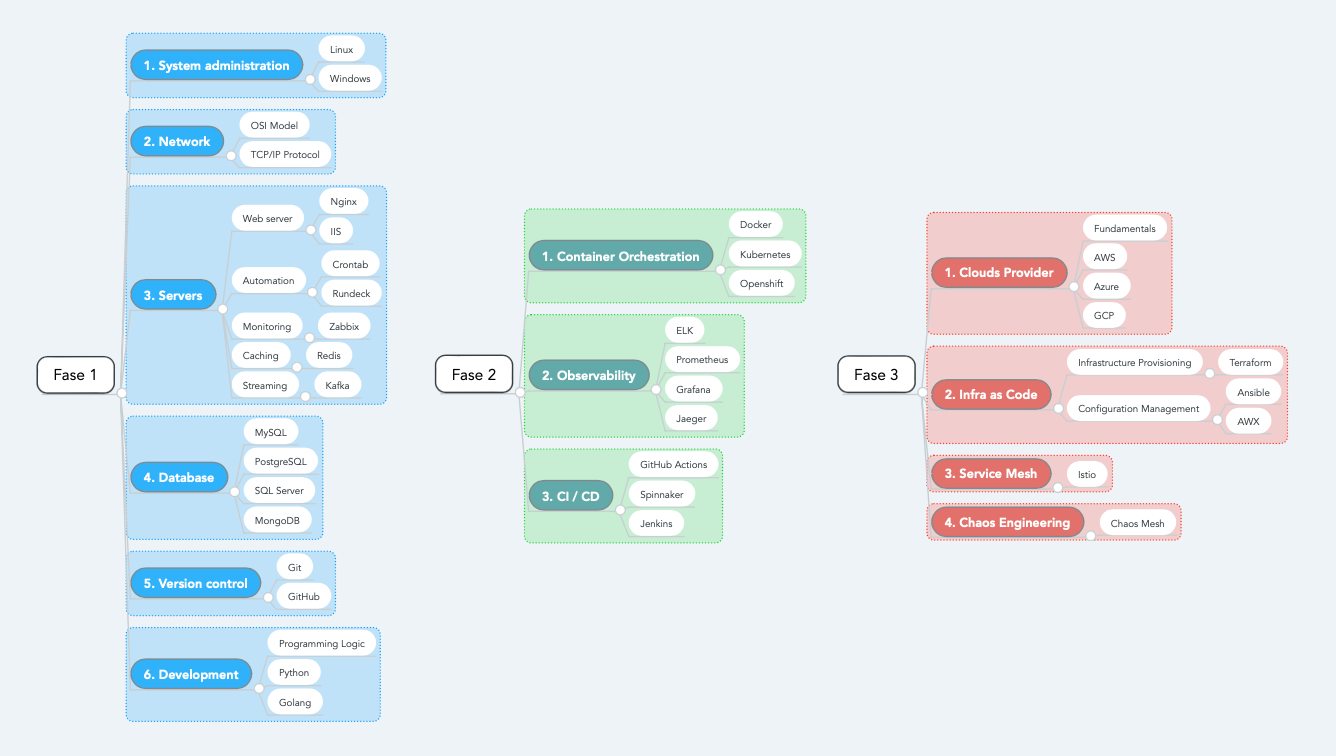 Fase 1
1. System administration
Linux
Windows
2. Network
OSI Model
TCP/IP Protocol
3. Servers
Web server
Nginx
IIS
Automation
Crontab
Rundeck
Monitoring
Zabbix
Caching
Redis
Streaming
Kafka
4. Database
MySQL
PostgreSQL
SQL Server
MongoDB
5. Version control
Git
GitHub
6. Development
Programming Logic
Python
Golang
Fase 2
1. Container Orchestration
Docker
Kubernetes
Openshift
2. Observability
ELK
Prometheus
Grafana
Jaeger
3. CI / CD
GitHub Actions
Spinnaker
Jenkins
Fase 3
1. Clouds Provider
Fundamentals
AWS
Azure
GCP
2. Infra as Code
Infrastructure Provisioning
Terraform
Configuration Management
Ansible
AWX
3. Service Mesh
Istio
4. Chaos Engineering
Chaos Mesh